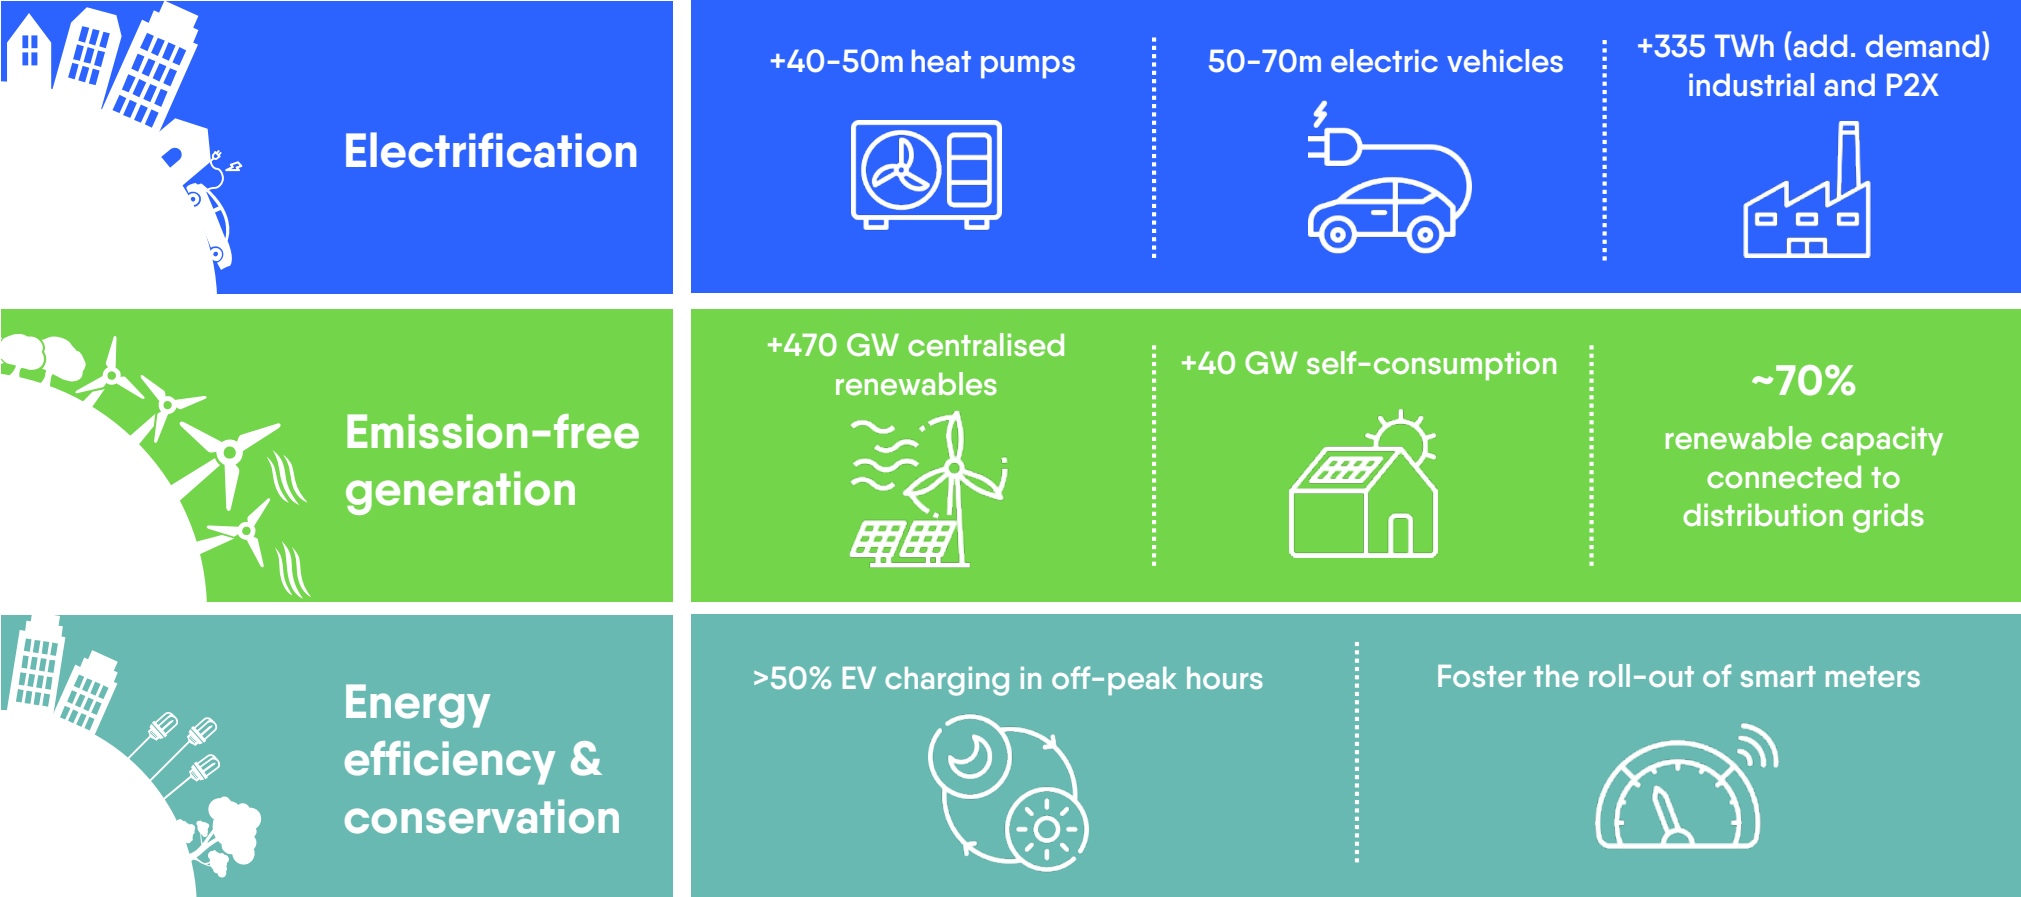 Electrification
+40-50m heat pumps
50-70m electric vehicles
+335 TWh (add. demand)
industrial and P2X
Emission-free
generation
+470 GW centralised
renewables
+40 GW self-consumption
~70%
renewable capacity
connected to
distribution grids
Energy
efficiency &
conservation
>50% EV charging in off-peak hours
Foster the roll-out of smart meters